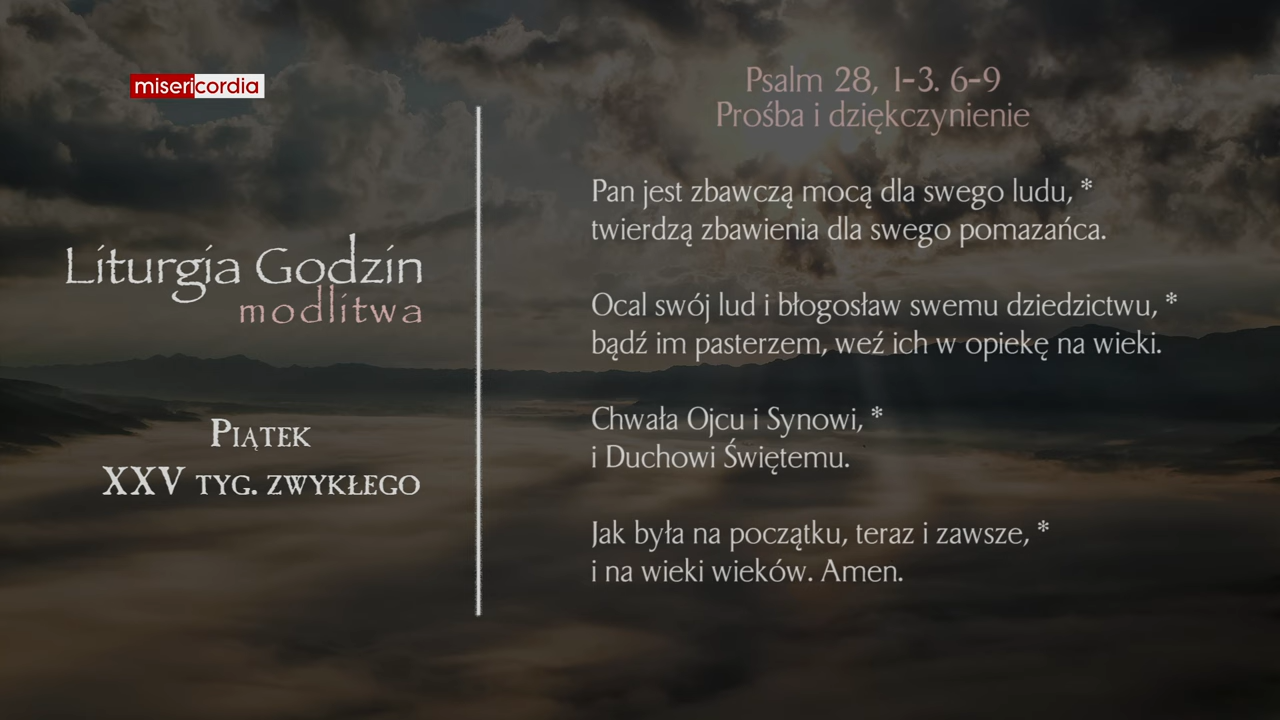 misericordia
Liturgia Godzin
modlitwa
Piątek
XXV tyg. zwykłego
Psalm 28, 1-3. 6-9
Prośba i dziękczynienie
Pan jest zbawczą mocą dla swego ludu, *
twierdzą zbawienia dla swego pomazańca.
Ocal swój lud i błogosław swemu dziedzictwu, *
bądź im pasterzem, weź ich w opiekę na wieki.
Chwała Ojcu i Synowi, *
i Duchowi Świętemu.
Jak była na początku, teraz i zawsze, *
i na wieki wieków. Amen.